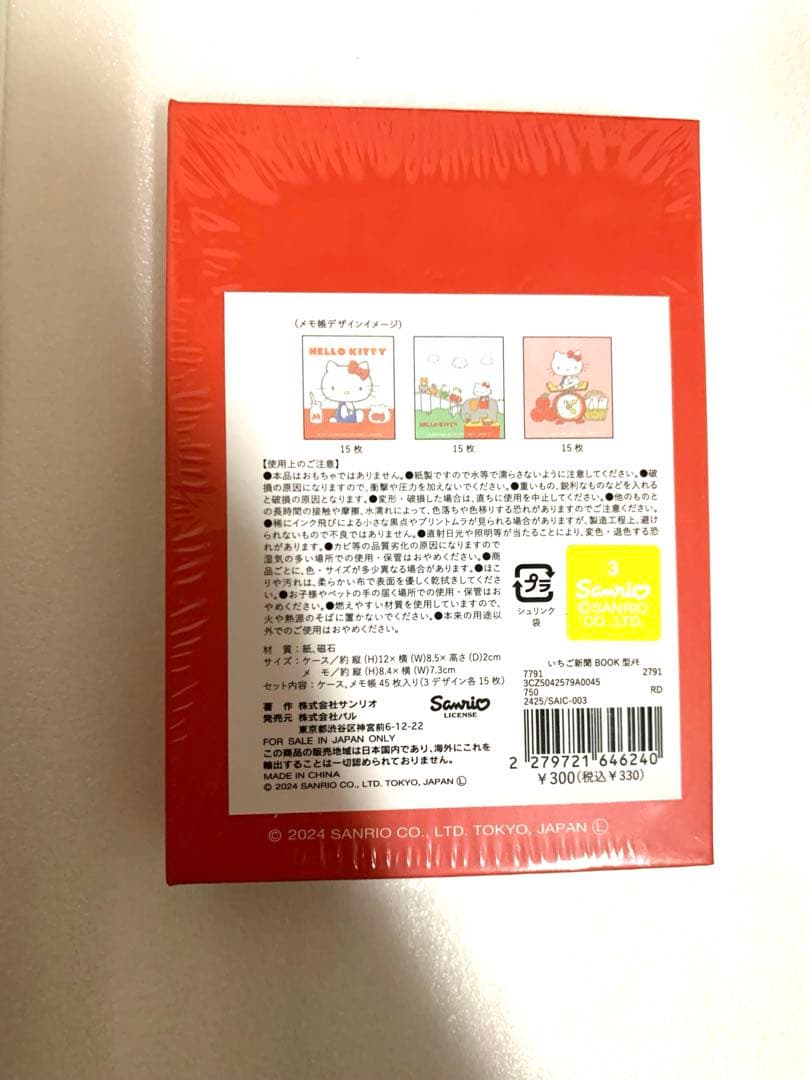 (メモ帳デザインイメージ)
HELLO KITTY
M
HELLO KITTY
15枚
15枚
15枚
【使用上のご注意】
●本品はおもちゃではありません。●紙製ですので水等で濡らさないように注意してください。●破
損の原因になりますので、衝撃や圧力を加えないでください。●重いもの、鋭利なものなどを入れる
と破損の原因となります。●変形・破損した場合は、直ちに使用を中止してください。●他のものと
の長時間の接触や摩擦、水濡れによって、色落ちや色移りする恐れがありますのでご注意ください。
●稀にインク飛びによる小さな黒点やプリントムラが見られる場合がありますが、製造工程上、避け
られないもので不良ではありません。●直射日光や照明等が当たることにより、変色・退色する恐
れがあります。●カビ等の品質劣化の原因になりますので
湿気の多い場所での使用・保管はおやめください。●商
品ごとに、色・サイズが多少異なる場合があります。●ほこ
りや汚れは、柔らかい布で表面を優しく乾拭きしてくださ
い。●お子様やペットの手の届く場所での使用・保管はお
やめください。●燃えやすい材質を使用していますので、
火や熱源のそばに置かないでください。●本来の用途以
外でのご使用はおやめください。
プラ
シュリンク
袋
3
Sanrio
©SANRIO
CO.,LTD.
材 質:紙、磁石
サイズ:ケース/約 縦(H)12×横(W)8.5×高さ(D)2cm
メ モ/約 縦(H)8.4×横(W)7.3cm
セット内容:ケース、メモ帳 45枚入り(3デザイン各15枚)
著 作 株式会社サンリオ
発売元 株式会社パル
東京都渋谷区神宮前6-12-22
Sanrio
LICENSE
FOR SALE IN JAPAN ONLY
この商品の販売地域は日本国内であり、海外にこれを
輸出することは一切認められておりません。
MADE IN CHINA
© 2024 SANRIO CO., LTD. TOKYO, JAPAN Ⓛ
いちご新聞 BOOK 型メモ
7791 2791
3CZ5042579A0045
750 RD
2425/SAIC-003
2 279721 646240
¥300(税込¥330)
© 2024 SANRIO CO., LTD. TOKYO, JAPAN Ⓛ